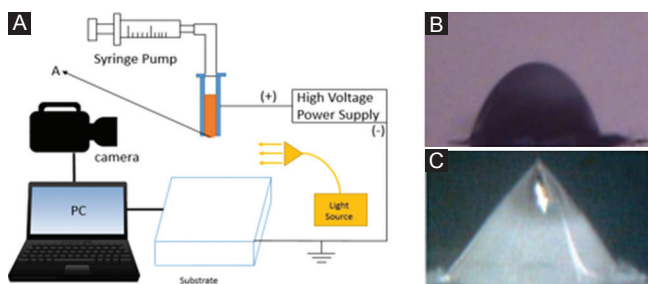 A
Syringe Pump
A
(+)
High Voltage
Power Supply
(-)
camera
PC
Light
Source
Substrate
B
C